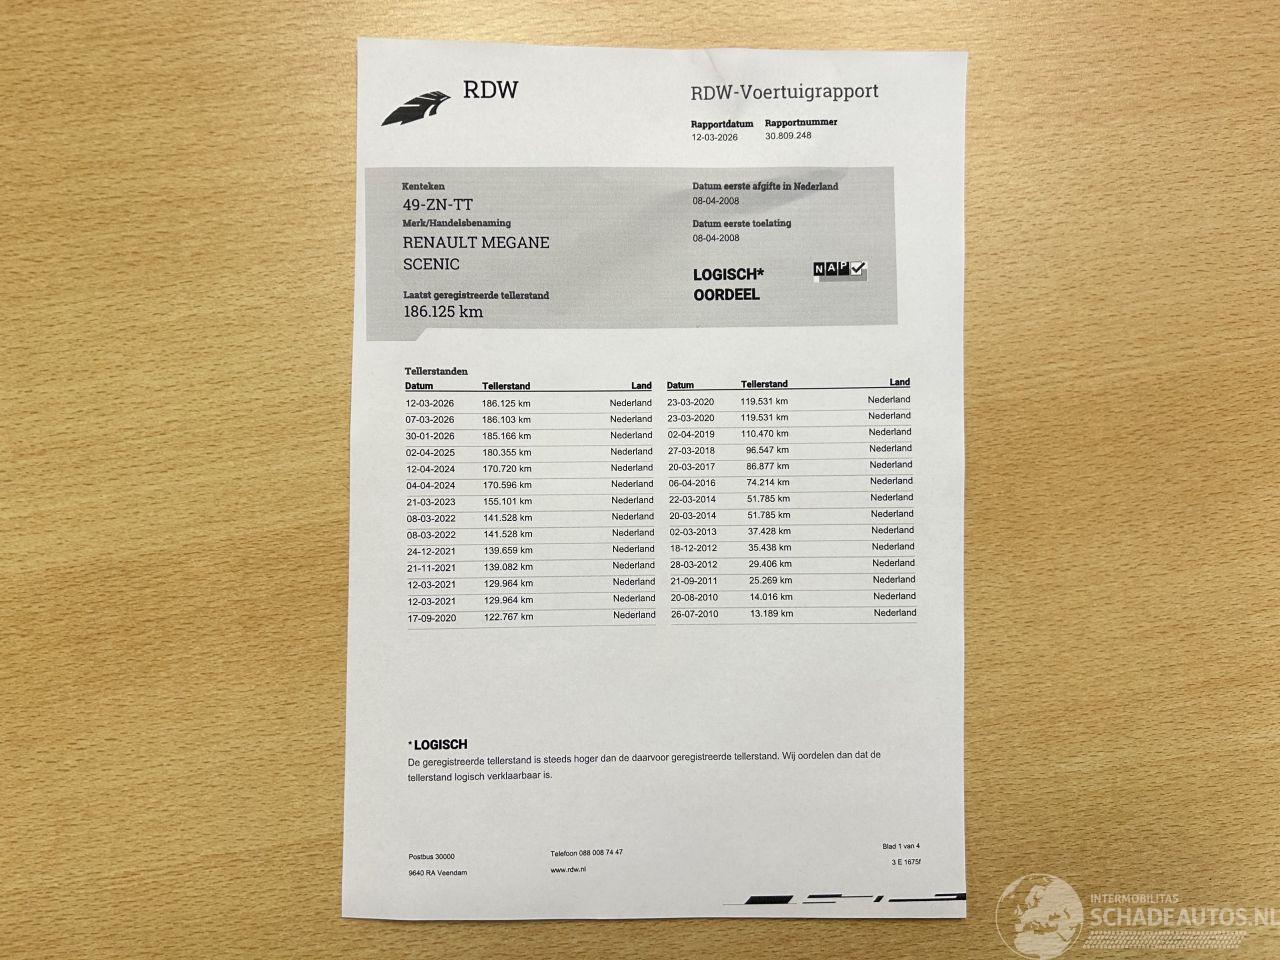 RDW
RDW-Voertuigrapport
Rapportdatum Rapportnummer
12-03-2026 30.809.248
Kenteken
49-ZN-TT
Merk/Handelsbenaming
RENAULT MEGANE
SCENIC
Laatst geregistreerde tellerstand
186.125 km
Datum eerste afgifte in Nederland
08-04-2008
Datum eerste toelating
08-04-2008
LOGISCH*
OORDEEL
NAP
Tellerstanden
Datum Tellerstand Land
12-03-2026 186.125 km Nederland
07-03-2026 186.103 km Nederland
30-01-2026 185.166 km Nederland
02-04-2025 180.355 km Nederland
12-04-2024 170.720 km Nederland
04-04-2024 170.596 km Nederland
21-03-2023 155.101 km Nederland
08-03-2022 141.528 km Nederland
08-03-2022 141.528 km Nederland
24-12-2021 139.659 km Nederland
21-11-2021 139.082 km Nederland
12-03-2021 129.964 km Nederland
12-03-2021 129.964 km Nederland
17-09-2020 122.767 km Nederland
Datum Tellerstand Land
23-03-2020 119.531 km Nederland
23-03-2020 119.531 km Nederland
02-04-2019 110.470 km Nederland
27-03-2018 96.547 km Nederland
20-03-2017 86.877 km Nederland
06-04-2016 74.214 km Nederland
22-03-2014 51.785 km Nederland
20-03-2014 51.785 km Nederland
02-03-2013 37.428 km Nederland
18-12-2012 35.438 km Nederland
28-03-2012 29.406 km Nederland
21-09-2011 25.269 km Nederland
20-08-2010 14.016 km Nederland
26-07-2010 13.189 km Nederland
* LOGISCH
De geregistreerde tellerstand is steeds hoger dan de daarvoor geregistreerde tellerstand. Wij oordelen dan dat de
tellerstand logisch verklaarbaar is.
Postbus 30000
9640 RA Veendam
Telefoon 088 008 74 47
www.rdw.nl
Blad 1 van 4
3 E 1675f
INTERMOBILITAS
SCHADEAUTOS.NL